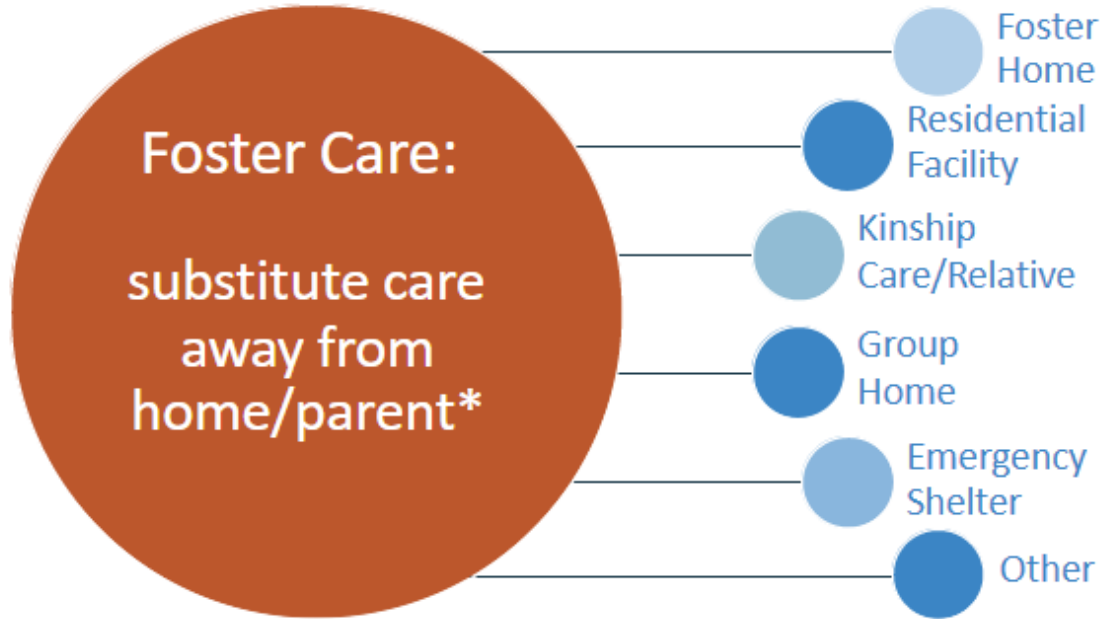 Foster Care:
substitute care
away from
home/parent*
Foster
Home
Residential
Facility
Kinship
Care/Relative
Group
Home
Emergency
Shelter
Other